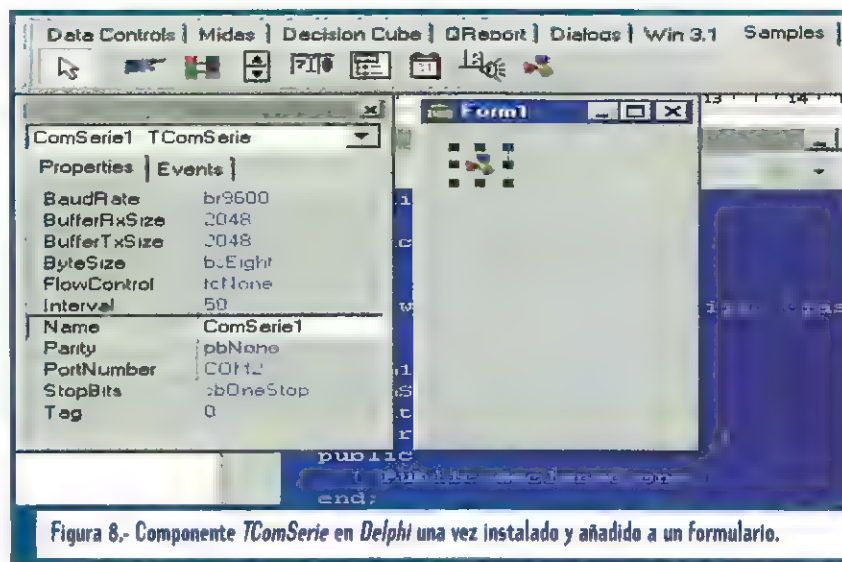 Data Controls Midas Decision Cube QReport Dialogs Win 3.1 Samples
Form1
13 14
ComSerie1 TComSerie
Properties Events
BaudRate br9600
BufferRxSize 2048
BufferTxSize 2048
ByteSize bsEight
FlowControl fcNone
Interval 50
Name ComSerie1
Parity pbNone
PortNumber COM2
StopBits sbOneStop
Tag 0
public
end;
Figura 8.- Componente TComSerie en Delphi una vez instalado y añadido a un formulario.